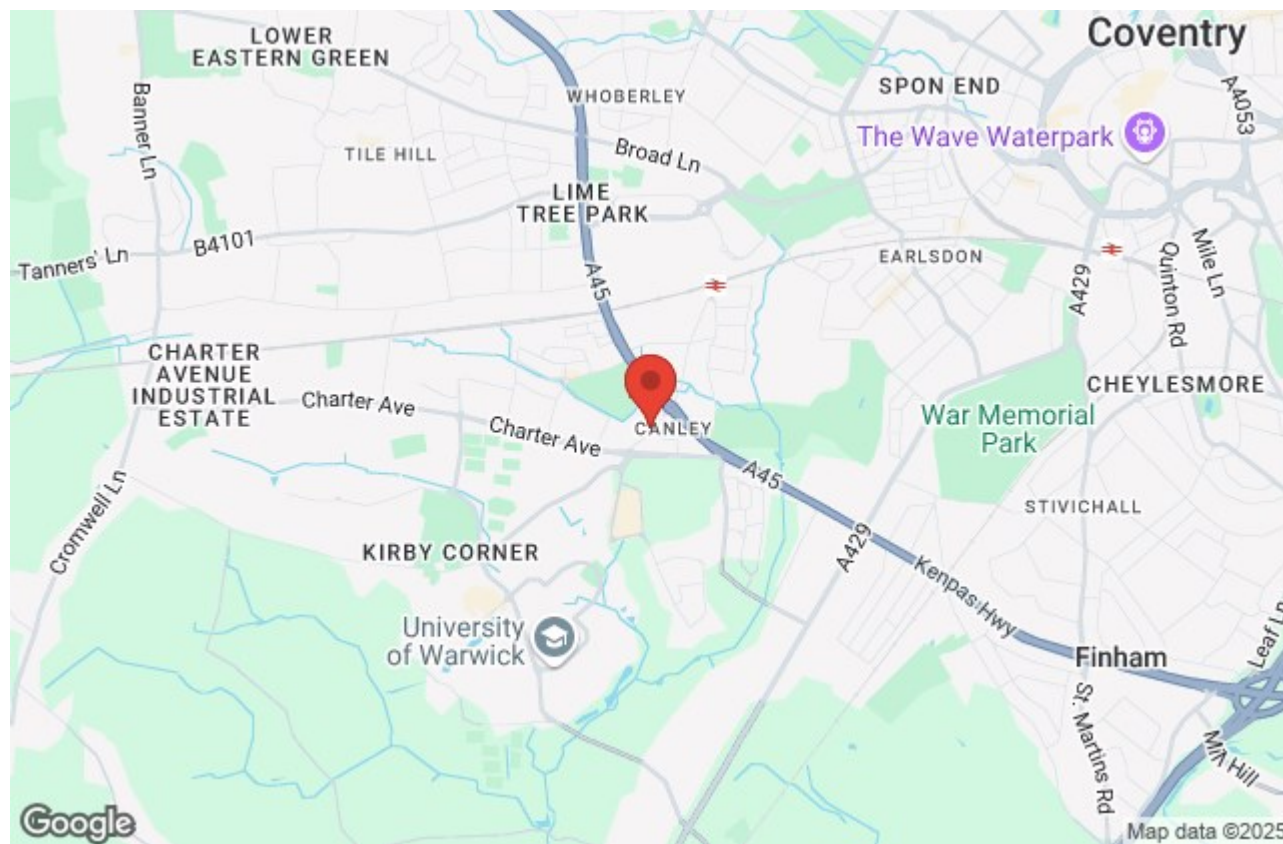 LOWER
EASTERN GREEN
Coventry
A4053
WHOBERLEY
SPON END
Banner Ln
The Wave Waterpark
TILE HILL
Broad Ln
LIME
TREE PARK
B4101
Tanners' Ln
EARLSDON
Mile Ln
Quinton Rd
A45
A429
CHARTER
AVENUE
INDUSTRIAL
ESTATE
CHEYLESMORE
Charter Ave
Charter Ave
CANLEY
War Memorial
Park
A45
Cromwell Ln
STIVICHALL
KIRBY CORNER
A429
Kenpas Hwy
University
of Warwick
Leaf Ln
Finham
St. Martins Rd
Mill Hill
Google
Map data ©2025